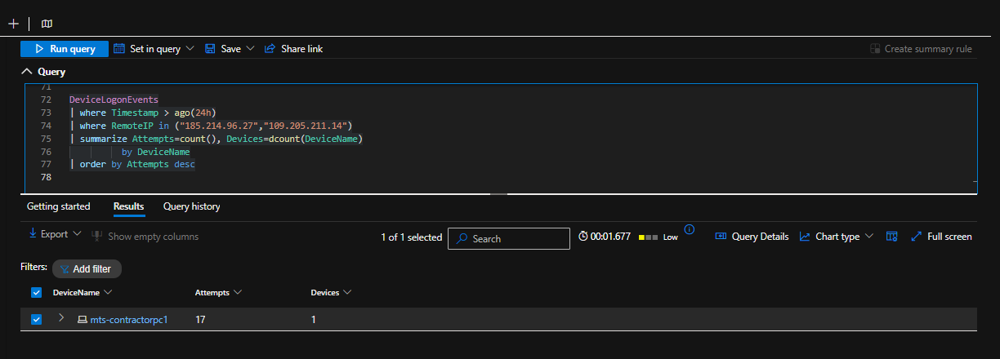 Run query Set in query Save Share link Create summary rule
Query
71
72 DeviceLogonEvents
73 | where Timestamp > ago(24h)
74 | where RemoteIP in ("185.214.96.27","109.205.211.14")
75 | summarize Attempts=count(), Devices=dcount(DeviceName)
76 by DeviceName
77 | order by Attempts desc
78
Getting started Results Query history
Export Show empty columns 1 of 1 selected Search 00:01.677 Low Query Details Chart type Full screen
Filters: Add filter
DeviceName Attempts Devices
mts-contractorpc1 17 1